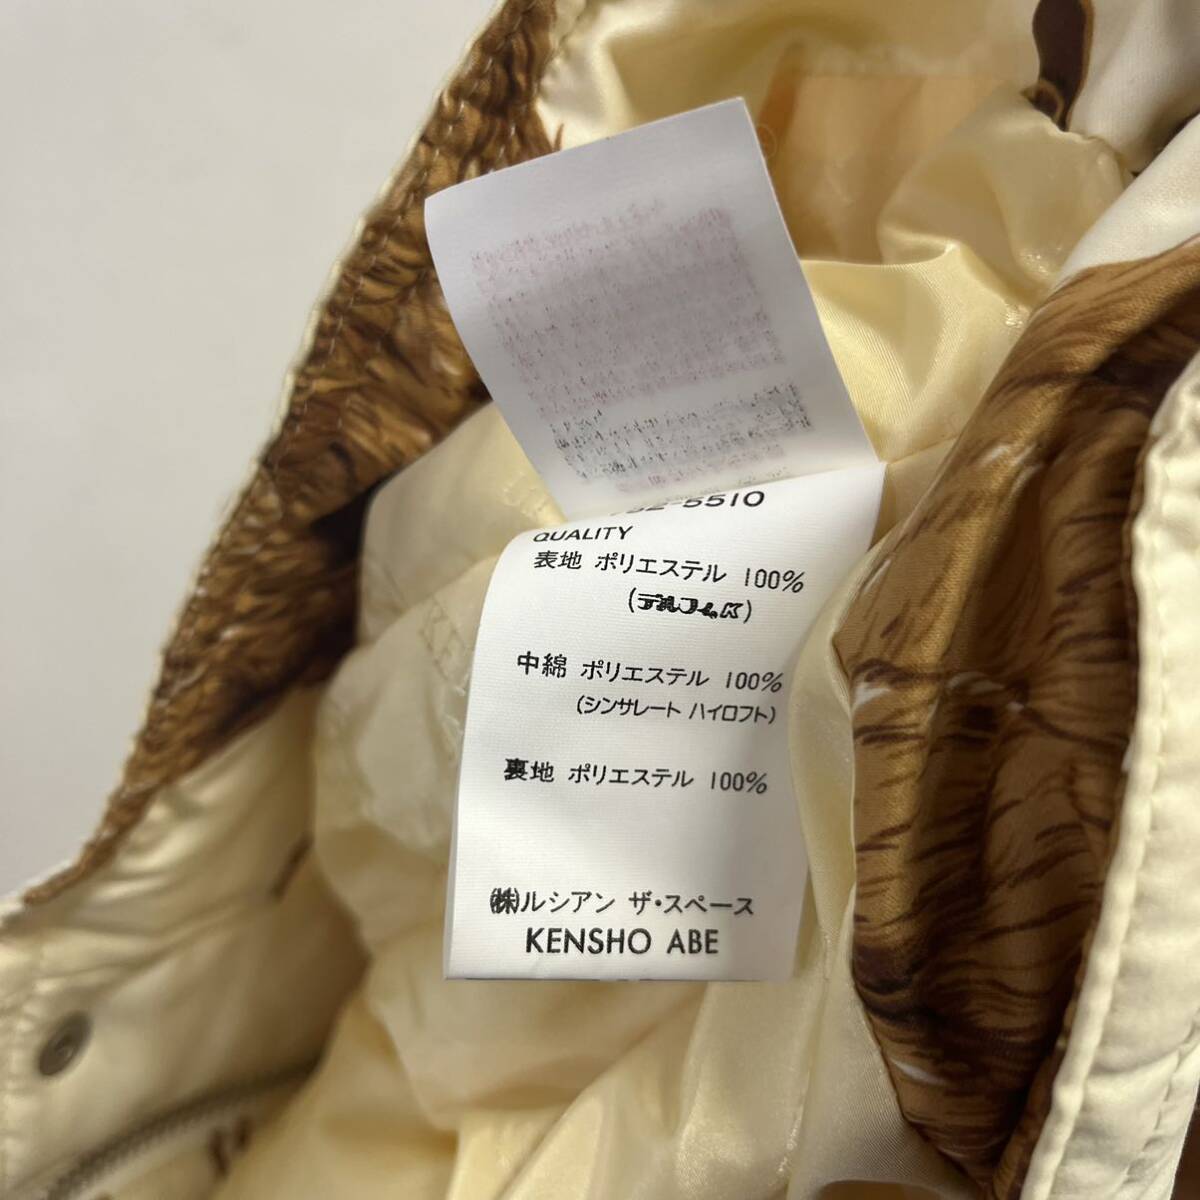 -5510
QUALITY
表地 ポリエステル 100%
(デルフィK)
中綿 ポリエステル 100%
(シンサレート ハイロフト)
裏地 ポリエステル 100%
㈱ルシアン ザ・スペース
KENSHO ABE